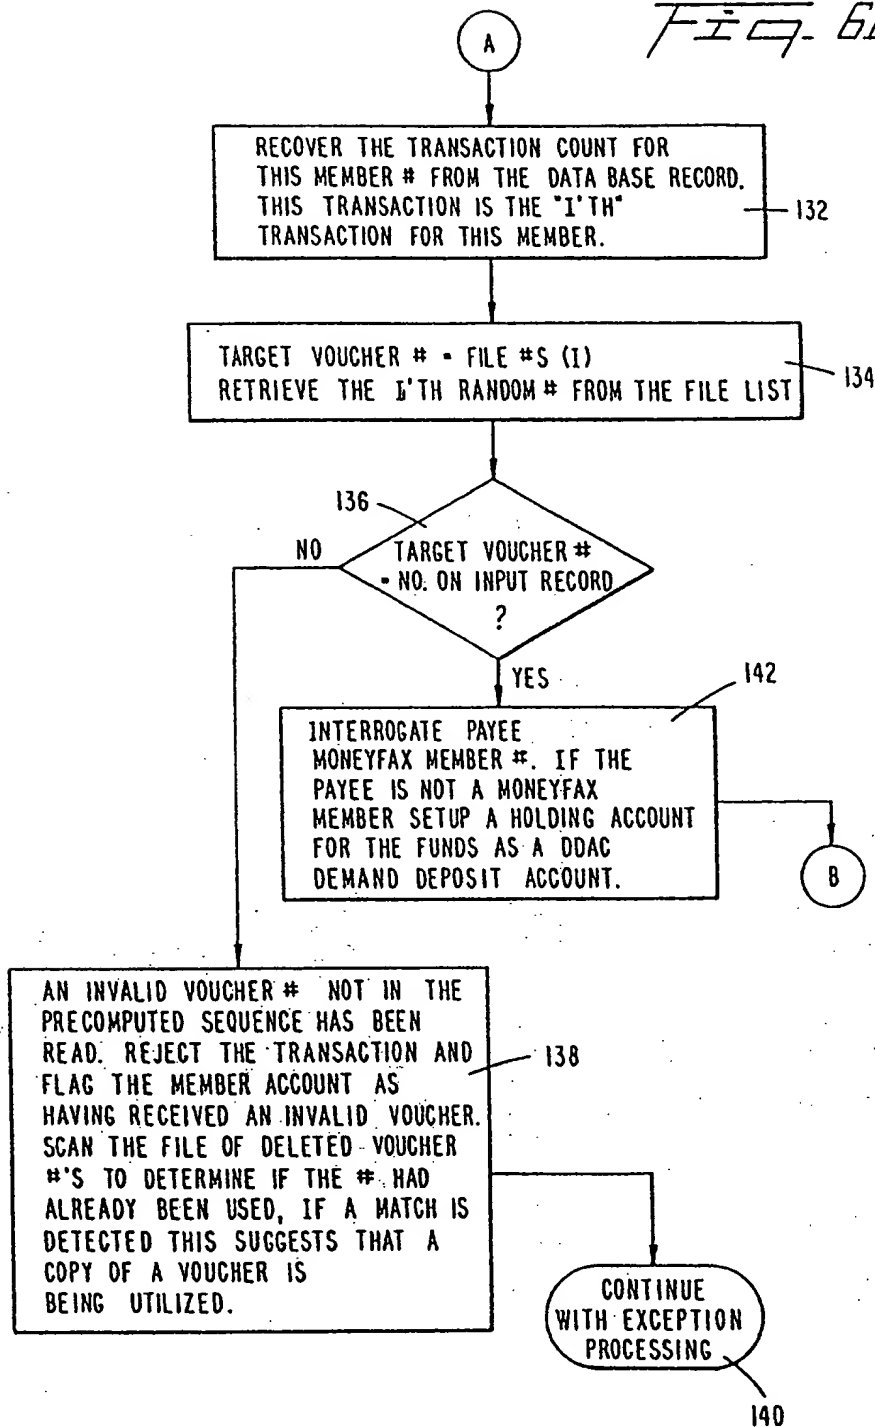 Fig. 6
A
RECOVER THE TRANSACTION COUNT FOR
THIS MEMBER # FROM THE DATA BASE RECORD.
THIS TRANSACTION IS THE "I'TH"
TRANSACTION FOR THIS MEMBER.
132
TARGET VOUCHER # = FILE #S (I)
RETRIEVE THE I'TH RANDOM # FROM THE FILE LIST
134
136
NO
TARGET VOUCHER #
= NO. ON INPUT RECORD
?
YES
142
INTERROGATE PAYEE
MONEYFAX MEMBER #. IF THE
PAYEE IS NOT A MONEYFAX
MEMBER SETUP A HOLDING ACCOUNT
FOR THE FUNDS AS A DDAC
DEMAND DEPOSIT ACCOUNT.
B
AN INVALID VOUCHER # NOT IN THE
PRECOMPUTED SEQUENCE HAS BEEN
READ. REJECT THE TRANSACTION AND
FLAG THE MEMBER ACCOUNT AS
HAVING RECEIVED AN INVALID VOUCHER.
SCAN THE FILE OF DELETED VOUCHER
#'S TO DETERMINE IF THE # HAD
ALREADY BEEN USED, IF A MATCH IS
DETECTED THIS SUGGESTS THAT A
COPY OF A VOUCHER IS
BEING UTILIZED.
138
CONTINUE
WITH EXCEPTION
PROCESSING
140